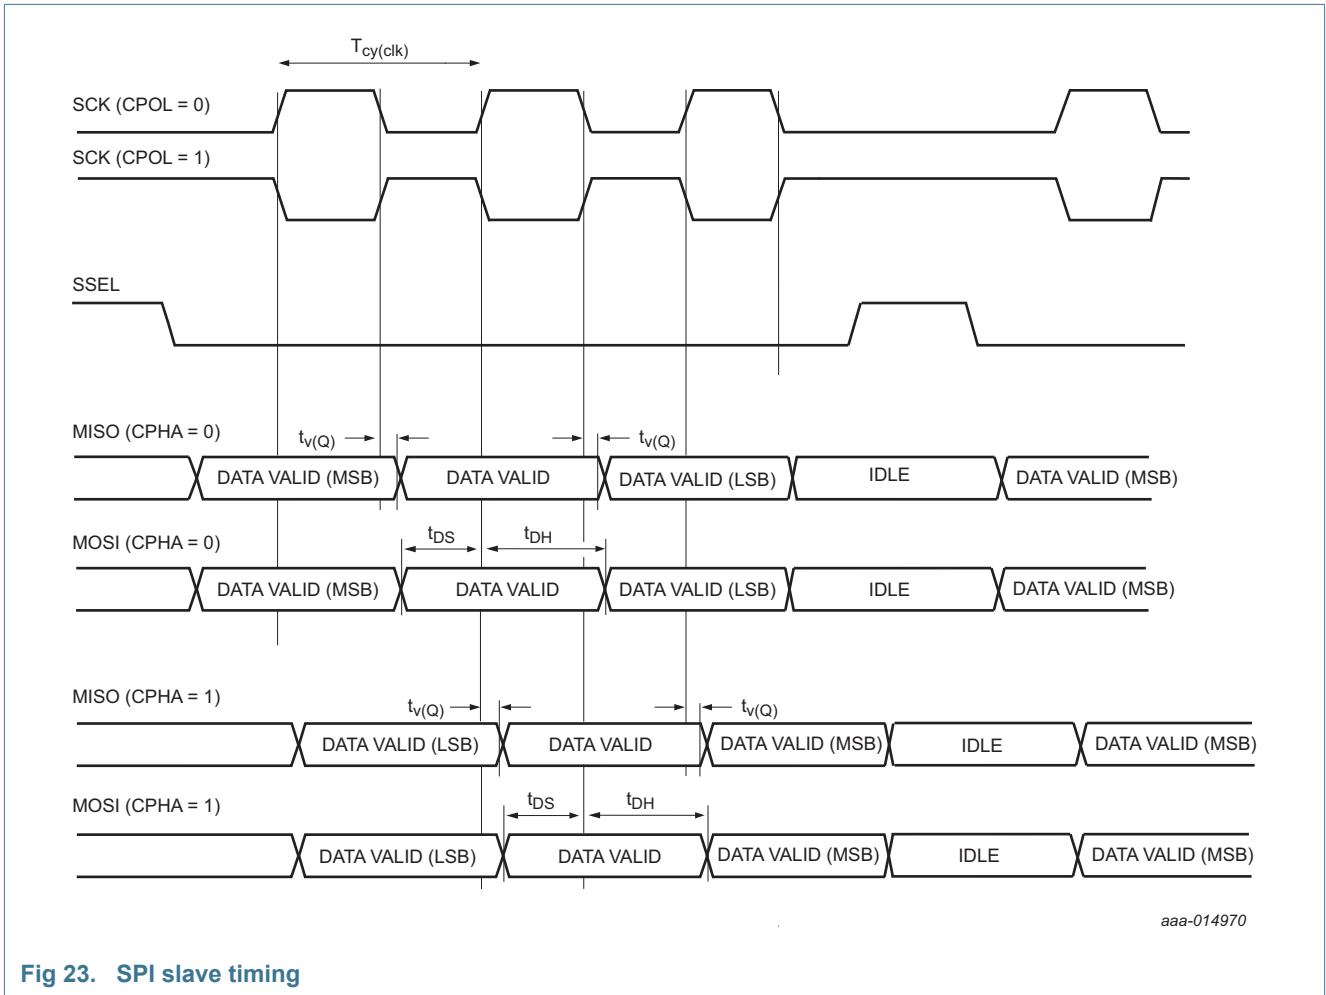 Tcy(clk)
SCK (CPOL = 0)
SCK (CPOL = 1)
SSEL
MISO (CPHA = 0)
tv(Q) tv(Q)
DATA VALID (MSB) DATA VALID DATA VALID (LSB) IDLE DATA VALID (MSB)
MOSI (CPHA = 0)
tDS tDH
DATA VALID (MSB) DATA VALID DATA VALID (LSB) IDLE DATA VALID (MSB)
MISO (CPHA = 1)
tv(Q) tv(Q)
DATA VALID (LSB) DATA VALID DATA VALID (MSB) IDLE DATA VALID (MSB)
MOSI (CPHA = 1)
tDS tDH
DATA VALID (LSB) DATA VALID DATA VALID (MSB) IDLE DATA VALID (MSB)
aaa-014970
Fig 23. SPI slave timing